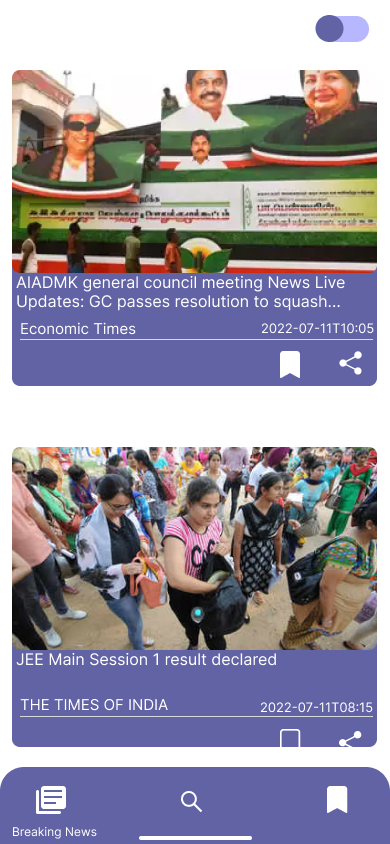 AIADMK general council meeting News Live
Updates: GC passes resolution to squash...
Economic Times
2022-07-11T10:05
JEE Main Session 1 result declared
THE TIMES OF INDIA
2022-07-11T08:15
Breaking News